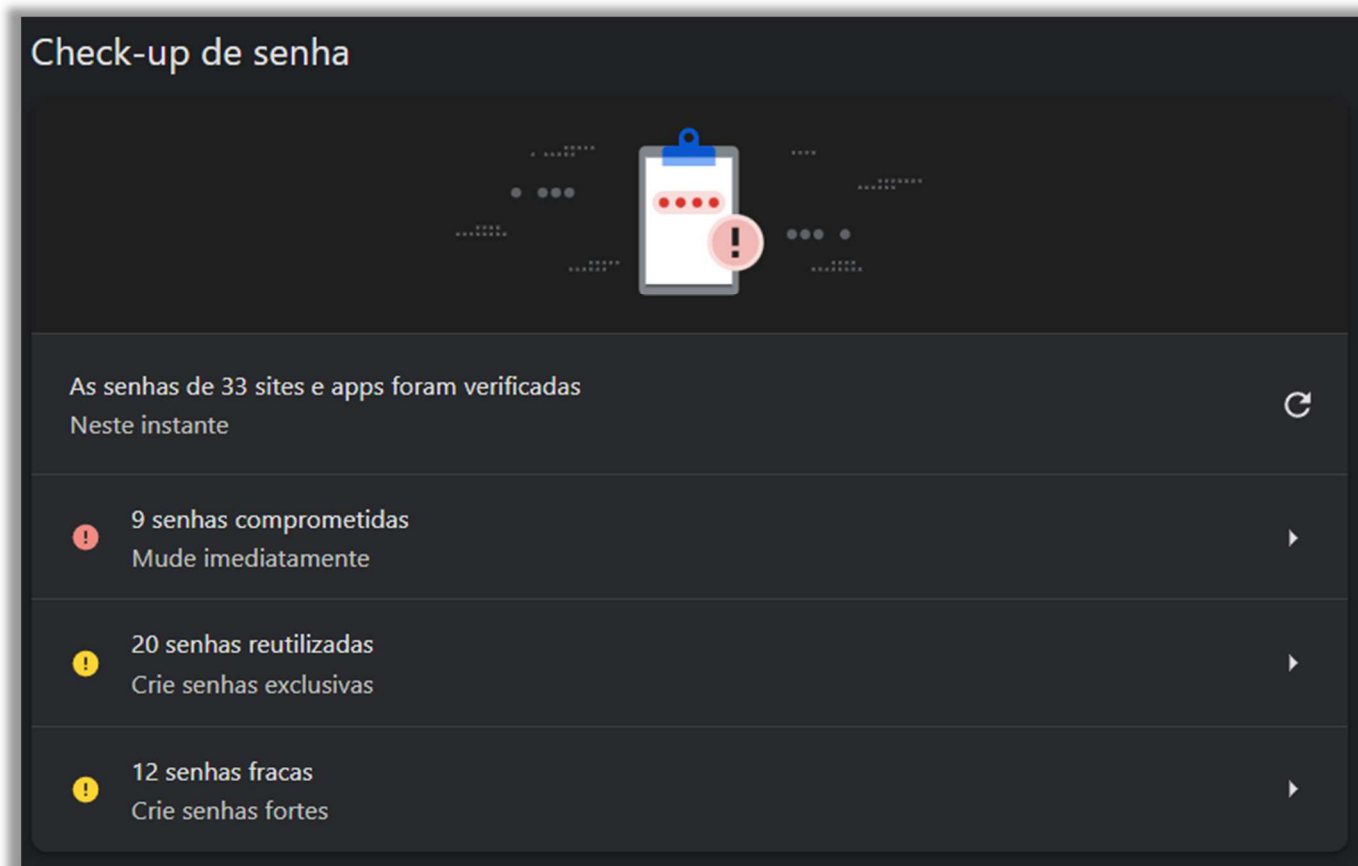 Check-up de senha
As senhas de 33 sites e apps foram verificadas
Neste instante
9 senhas comprometidas
Mude imediatamente
20 senhas reutilizadas
Crie senhas exclusivas
12 senhas fracas
Crie senhas fortes